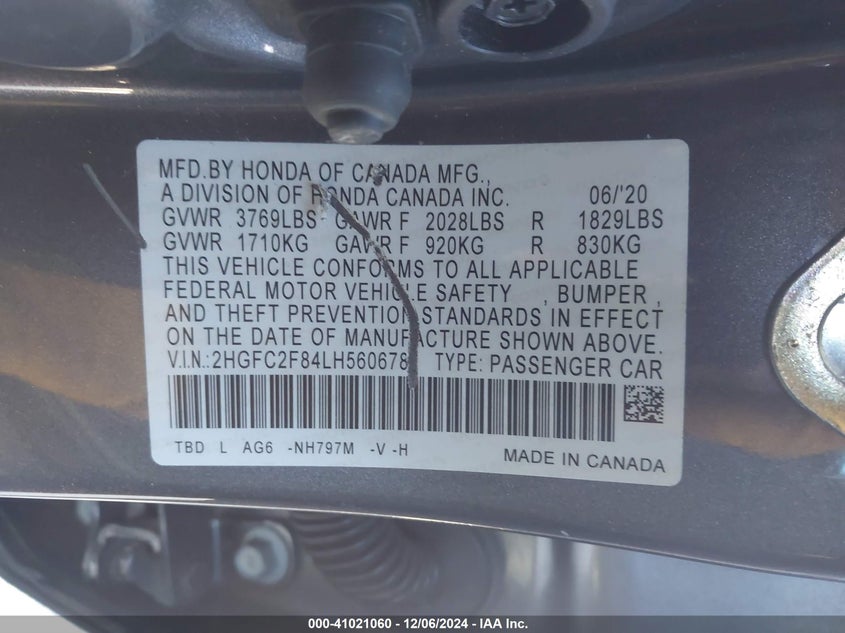 MFD.BY HONDA OF CANADA MFG.,
A DIVISION OF HONDA CANADA INC. 06/'20
GVWR 3769LBS GAWR F 2028LBS R 1829LBS
GVWR 1710KG GAWR F 920KG R 830KG
THIS VEHICLE CONFORMS TO ALL APPLICABLE
FEDERAL MOTOR VEHICLE SAFETY , BUMPER ,
AND THEFT PREVENTION STANDARDS IN EFFECT
ON THE DATE OF MANUFACTURE SHOWN ABOVE.
V.I.N.:2HGFC2F84LH560678 TYPE: PASSENGER CAR
TBD L AG6 -NH797M -V -H
MADE IN CANADA
000-41021060 - 12/06/2024 - IAA Inc.